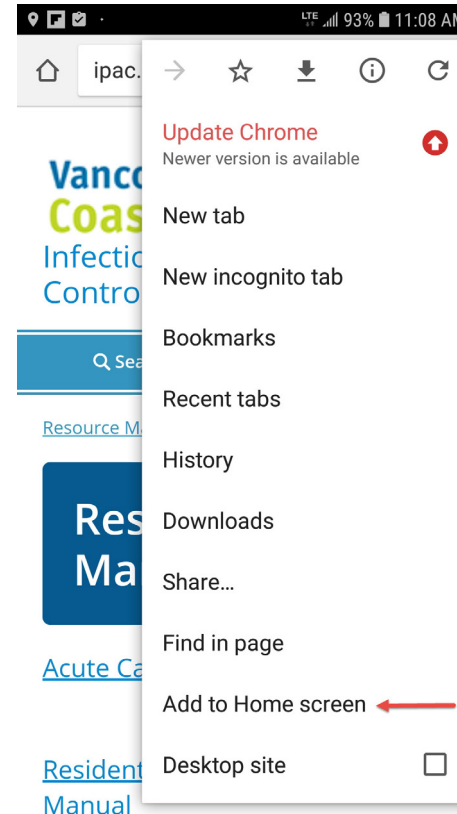 LTE 93% 11:08 AM
ipac.
Update Chrome
Newer version is available
New tab
New incognito tab
Bookmarks
Recent tabs
History
Downloads
Share...
Find in page
Add to Home screen
Desktop site
Vanco
Coas
Infectio
Contro
Sea
Resource Ma
Res
Ma
Acute Ca
Resident
Manual